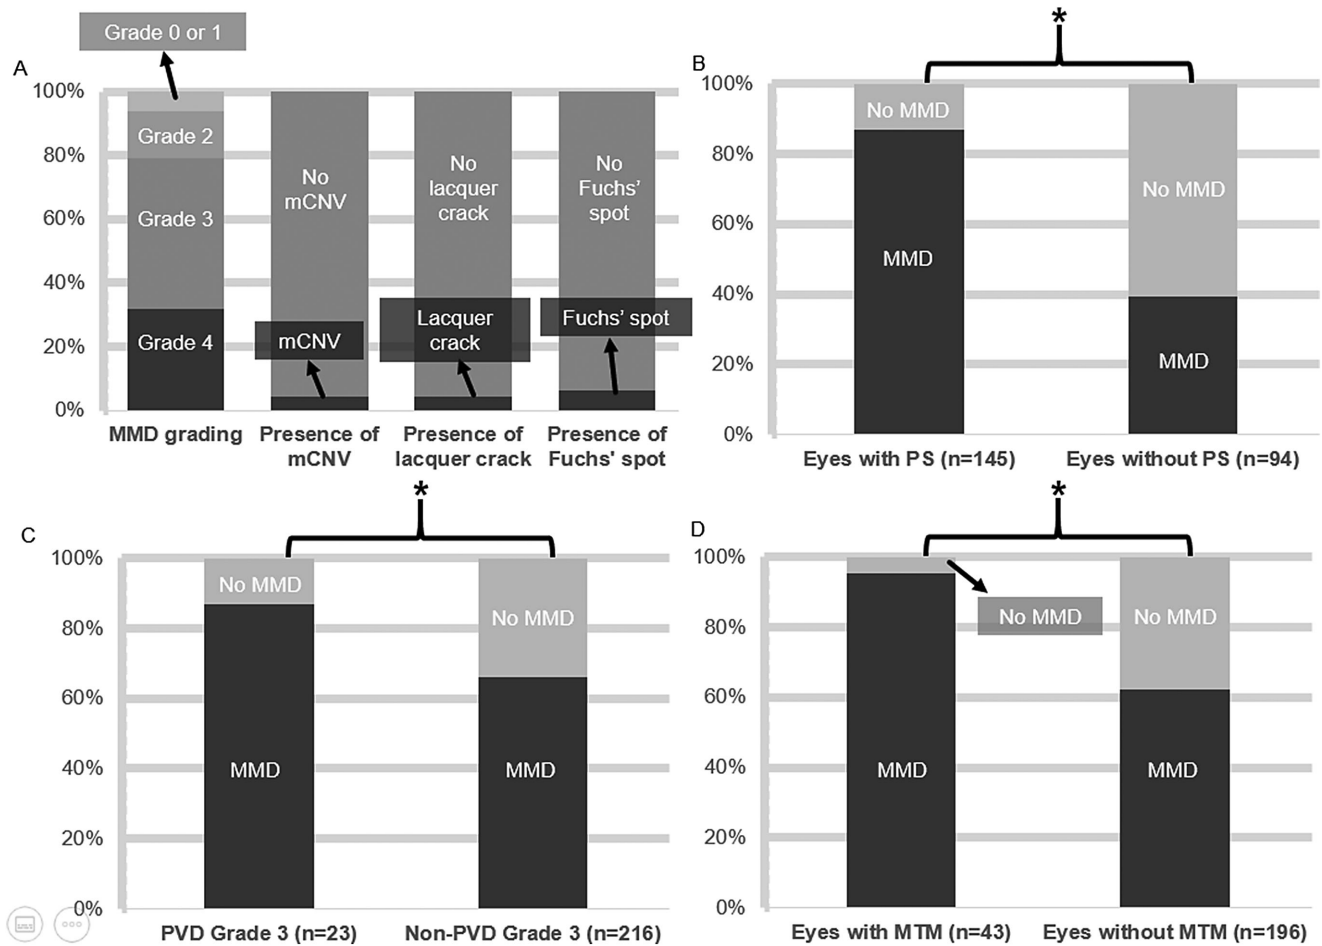 Grade 0 or 1
A
100%
80%
60%
40%
20%
0%
Grade 2
Grade 3
Grade 4
No
mCNV
mCNV
No
lacquer
crack
Lacquer
crack
No
Fuchs’
spot
Fuchs’ spot
MMD grading
Presence of
mCNV
Presence of
lacquer crack
Presence of
Fuchs' spot
B
*
100%
80%
60%
40%
20%
0%
No MMD
MMD
No MMD
MMD
Eyes with PS (n=145)
Eyes without PS (n=94)
C
*
100%
80%
60%
40%
20%
0%
No MMD
MMD
No MMD
MMD
PVD Grade 3 (n=23)
Non-PVD Grade 3 (n=216)
D
*
100%
80%
60%
40%
20%
0%
No MMD
MMD
No MMD
MMD
Eyes with MTM (n=43)
Eyes without MTM (n=196)